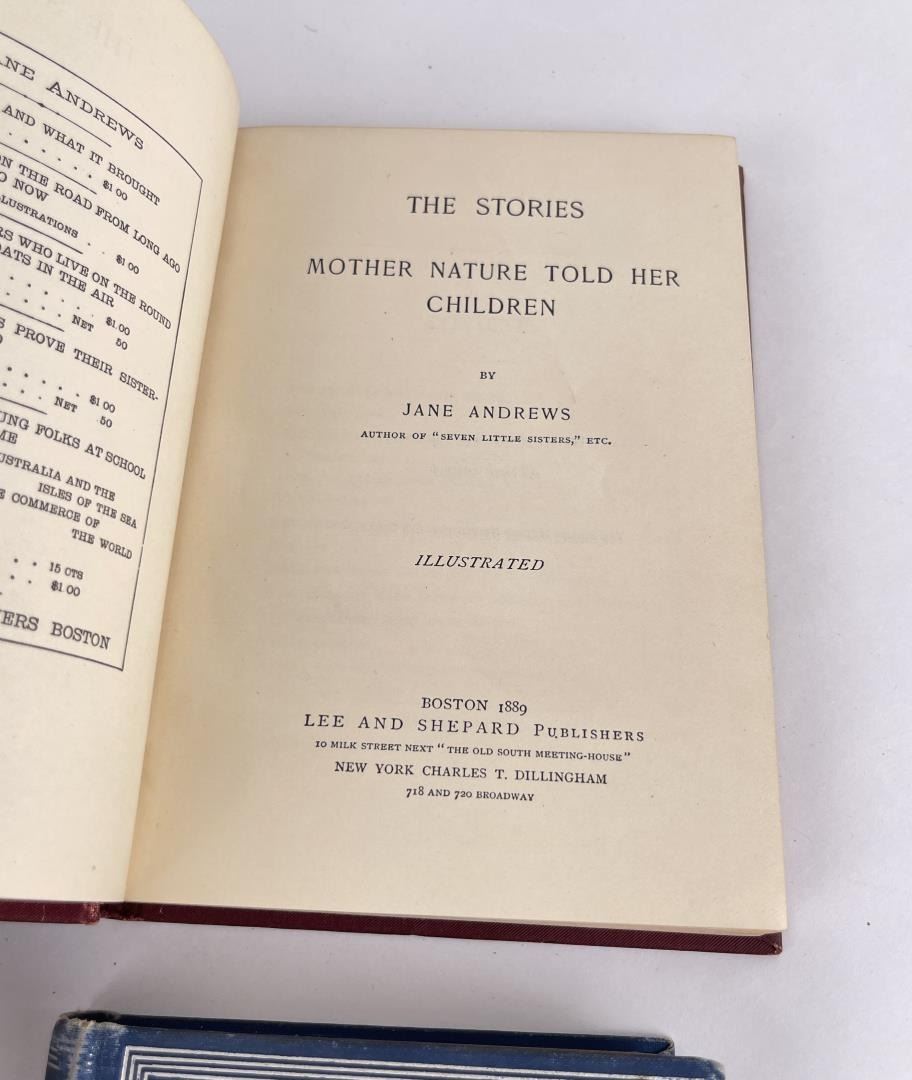 ANE ANDREWS
AND WHAT IT BROUGHT
. . . . . . $1 00
ON THE ROAD FROM LONG AGO
O NOW
LUSTRATIONS . . $1 00
RS WHO LIVE ON THE ROUND
OATS IN THE AIR
. . . . . . $1.00
. . . . NET 50
S PROVE THEIR SISTER-
. . . . . $1 00
. . . . NET .50
UNG FOLKS AT SCHOOL
ME
USTRALIA AND THE
ISLES OF THE SEA
E COMMERCE OF
THE WORLD
. . 15 CTS
. . $1 00
ERS BOSTON
THE STORIES
MOTHER NATURE TOLD HER
CHILDREN
BY
JANE ANDREWS
AUTHOR OF "SEVEN LITTLE SISTERS," ETC.
ILLUSTRATED
BOSTON 1889
LEE AND SHEPARD PUBLISHERS
10 MILK STREET NEXT "THE OLD SOUTH MEETING-HOUSE"
NEW YORK CHARLES T. DILLINGHAM
718 AND 720 BROADWAY